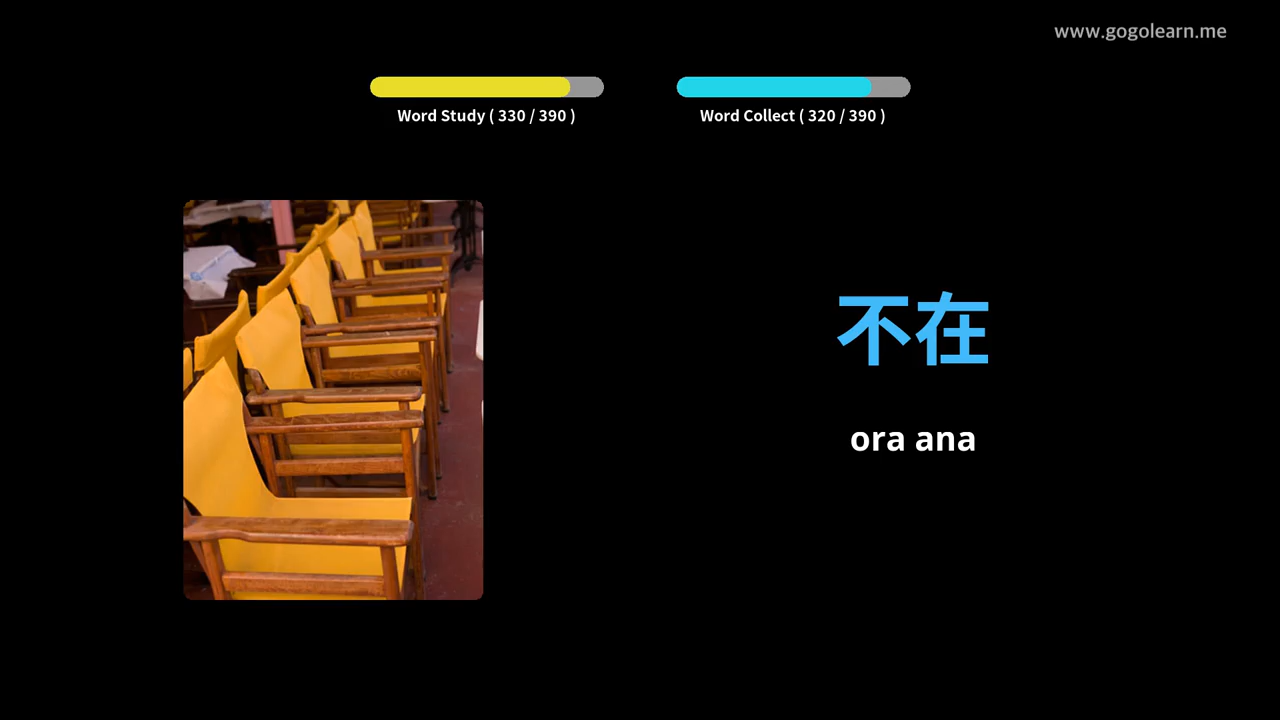 www.gogolearn.me
Word Study ( 330 / 390 )
Word Collect ( 320 / 390 )
不在
ora ana